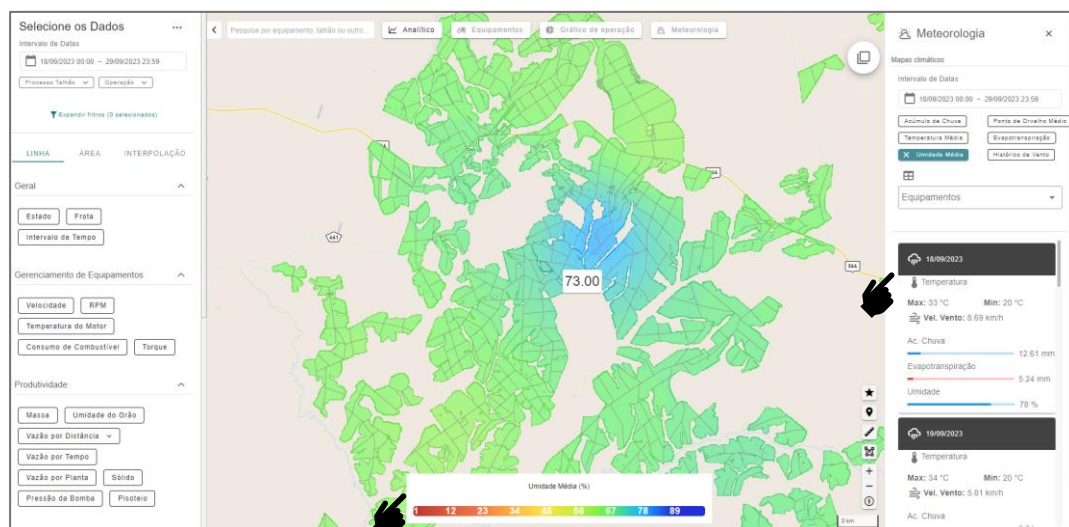 Selecione os Dados
Intervalo de Datas
18/09/2023 00:00 - 29/09/2023 23:59
Processo Talhão
Operação
Expandir filtros (0 selecionados)
LINHA ÁREA INTERPOLAÇÃO
Geral
Estado Frota
Intervalo de Tempo
Gerenciamento de Equipamentos
Velocidade RPM
Temperatura do Motor
Consumo de Combustível Torque
Produtividade
Massa Umidade do Grão
Vazão por Distância
Vazão por Tempo
Vazão por Planta Sólido
Pressão da Bomba Pisoteio
Pesquise por equipamento, talhão ou outro...
Analítico Equipamentos Gráfico de operação Meteorologia
441
36A
73.00
Umidade Média (%)
1 12 23 34 45 56 67 78 89
3 km
Meteorologia
Mapas climáticos
Intervalo de Datas
18/09/2023 00:00 - 29/09/2023 23:59
Acúmulo de Chuva Ponto de Orvalho Médio
Temperatura Média Evapotranspiração
Umidade Média Histórico de Vento
Equipamentos
18/09/2023
Temperatura
Max: 33 °C Min: 20 °C
Vel. Vento: 8.69 km/h
Ac. Chuva
12.61 mm
Evapotranspiração
5.24 mm
Umidade
78 %
19/09/2023
Temperatura
Max: 34 °C Min: 20 °C
Vel. Vento: 5.81 km/h
Ac. Chuva